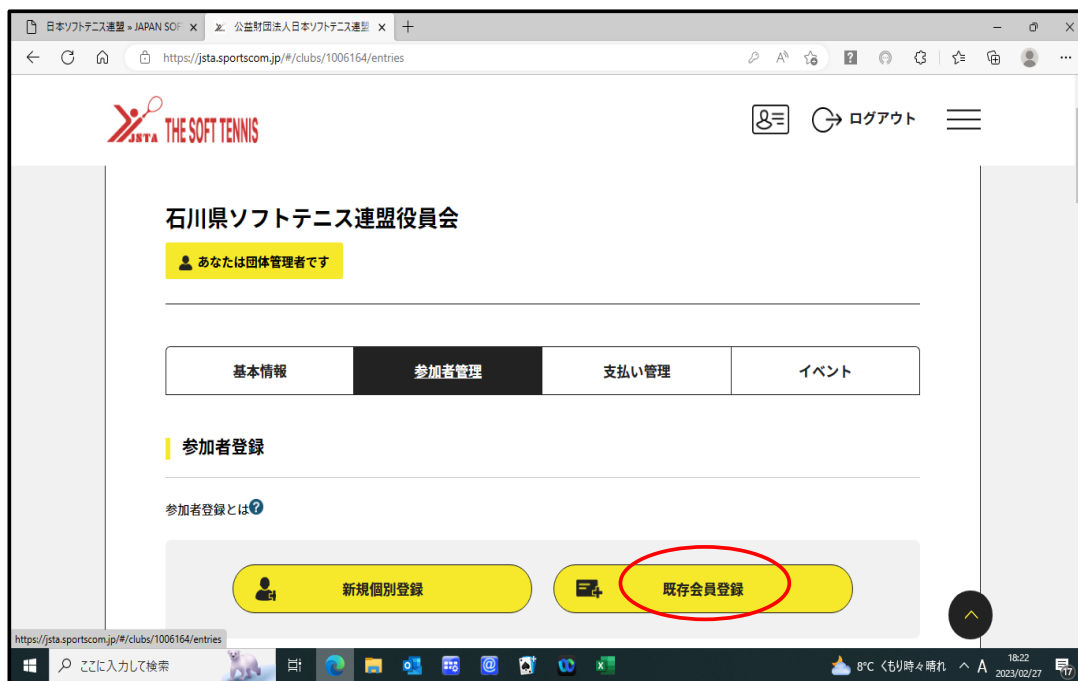 日本ソフトテニス連盟 » JAPAN SOF
公益財団法人日本ソフトテニス連盟
https://jsta.sportscom.jp/#/clubs/1006164/entries
JSTA THE SOFT TENNIS
ログアウト
石川県ソフトテニス連盟役員会
あなたは団体管理者です
基本情報 参加者管理 支払い管理 イベント
参加者登録
参加者登録とは?
新規個別登録 既存会員登録
https://jsta.sportscom.jp/#/clubs/1006164/entries
ここに入力して検索
8°C くもり時々晴れ A 18:22
2023/02/27
17